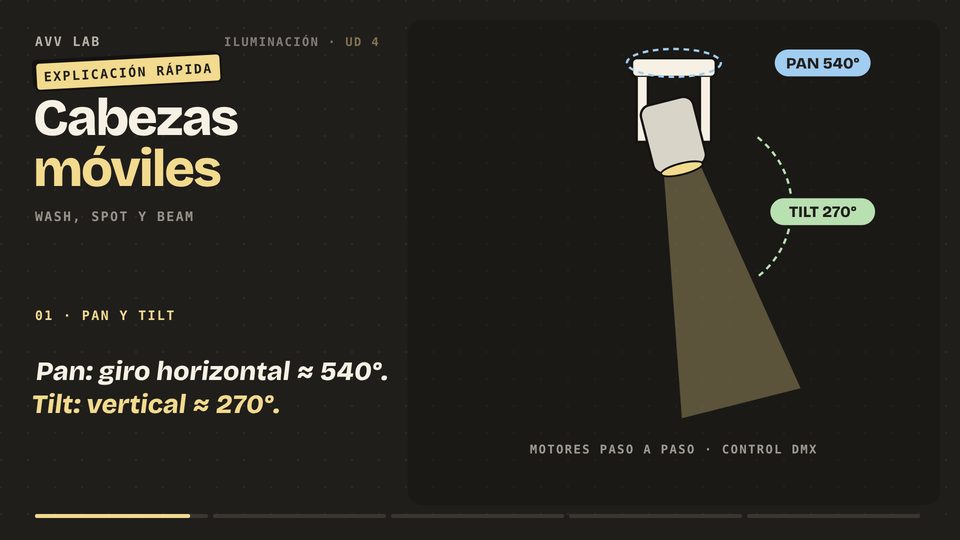 AVV LAB
ILUMINACIÓN · UD 4
EXPLICACIÓN RÁPIDA
Cabezas
móviles
WASH, SPOT Y BEAM
01 · PAN Y TILT
Pan: giro horizontal ≈ 540°.
Tilt: vertical ≈ 270°.
PAN 540°
TILT 270°
MOTORES PASO A PASO · CONTROL DMX